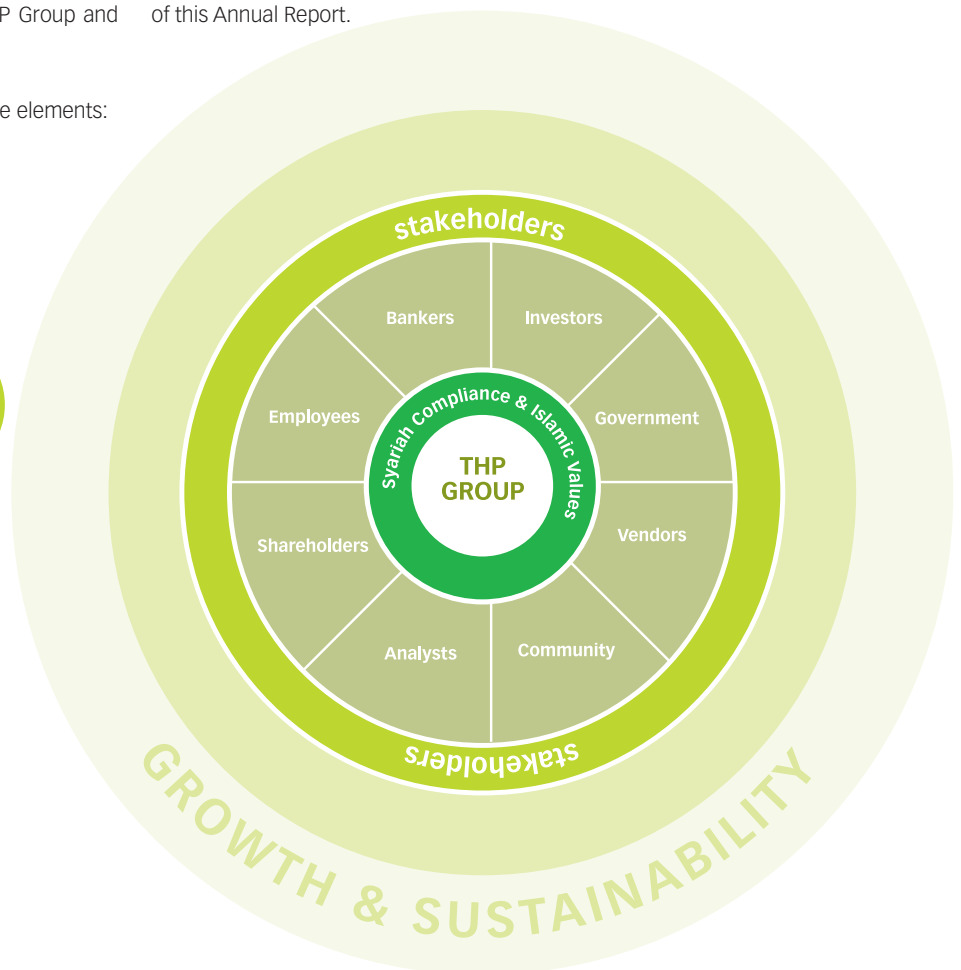 P Group and
of this Annual Report.
e elements:
stakeholders
Bankers
Investors
Employees
Government
Syariah Compliance & Islamic Values
THP
GROUP
Shareholders
Vendors
Analysts
Community
stakeholders
GROWTH & SUSTAINABILITY